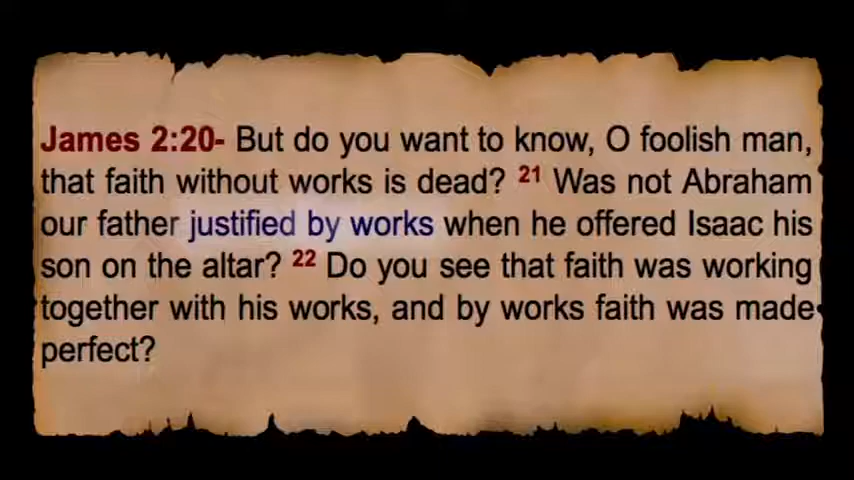 James 2:20- But do you want to know, O foolish man,
that faith without works is dead? 21 Was not Abraham
our father justified by works when he offered Isaac his
son on the altar? 22 Do you see that faith was working
together with his works, and by works faith was made
perfect?